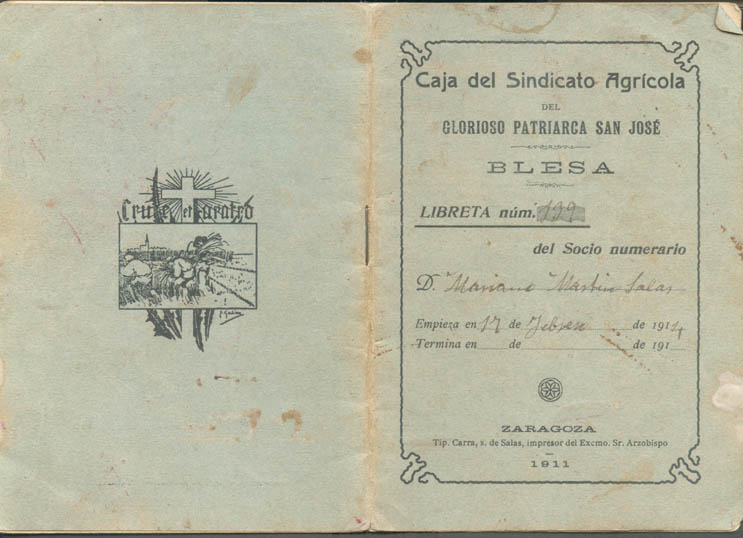 Cruce et aratro
Caja del Sindicato Agrícola
DEL
GLORIOSO PATRIARCA SAN JOSÉ
BLESA
LIBRETA núm. 139
del Socio numerario
D. Mariano Martin Salas
Empieza en 17 de Febrero de 1914
Termina en de de 191
ZARAGOZA
Tip. Carra, s. de Salas, impresor del Excmo. Sr. Arzobispo
1911